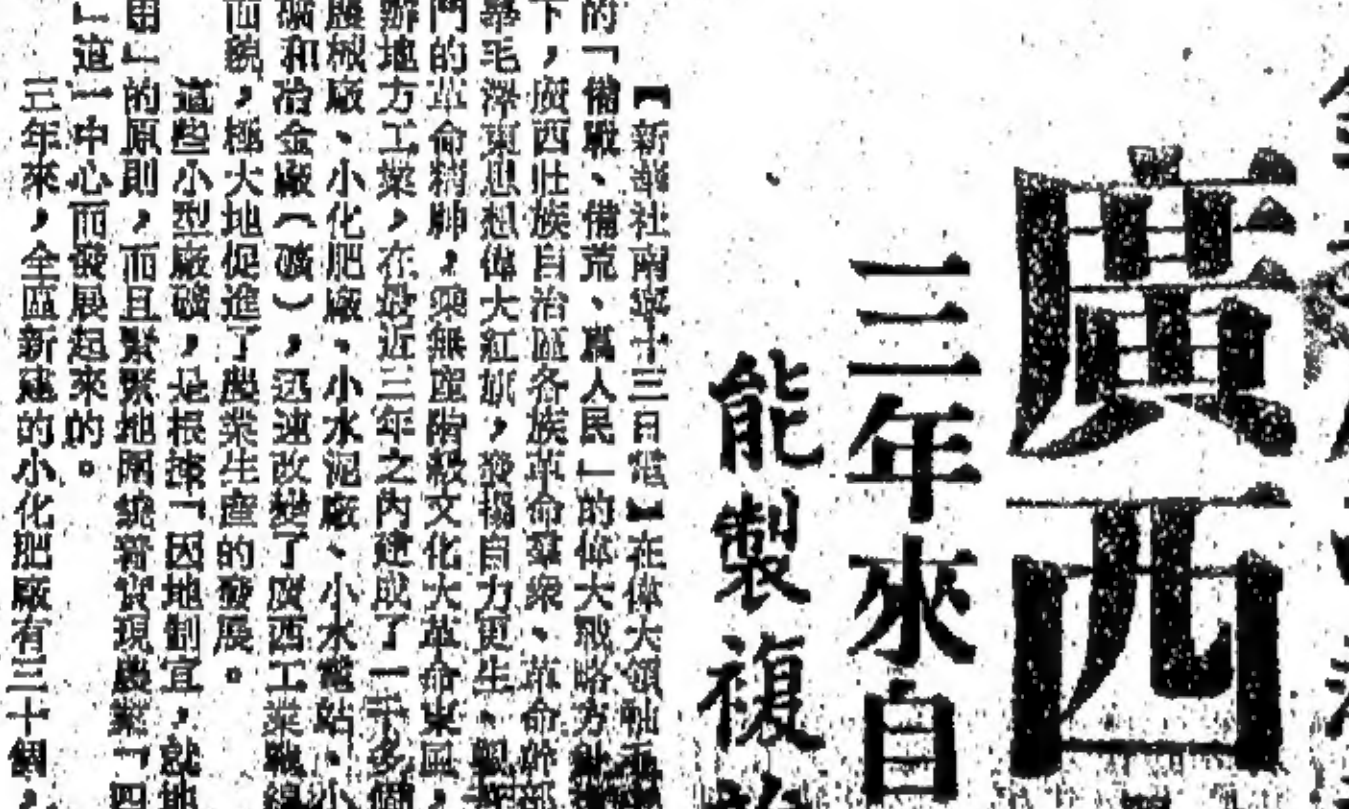 廣西
三年來自
能製複
【新華社南寧十三日電】在偉大領袖
的「備戰、備荒、爲人民」的偉大戰略方針
下，廣西壯族自治區各族革命羣衆、革命幹部
舉毛澤東思想偉大紅旗，發揚自力更生、
鬥的革命精神，乘無產階級文化大革命東風，
辦地方工業，在最近三年之內建成了一千多個
農械廠、小化肥廠、小水泥廠、小水電站、小
礦和冶金廠（礦），迅速改變了廣西工業戰線
面貌，極大地促進了農業生產的發展。
這些小型廠礦，是根據「因地制宜，就地
用」的原則，而且緊緊地圍繞着實現農業「四
」這一中心而發展起來的。
三年來，全區新建的小化肥廠有三十個，